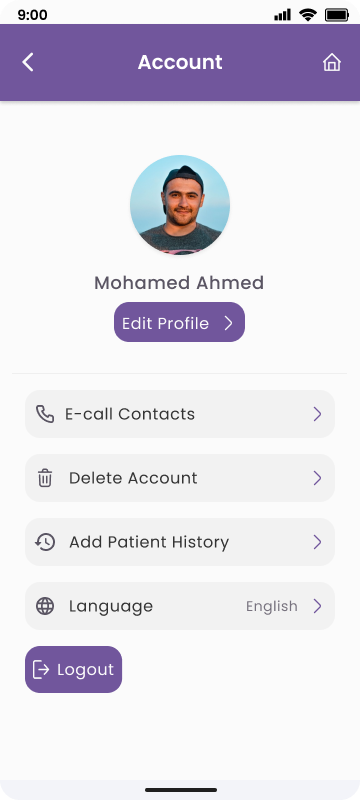 9:00
Account
Mohamed Ahmed
Edit Profile
E-call Contacts
Delete Account
Add Patient History
Language English
Logout